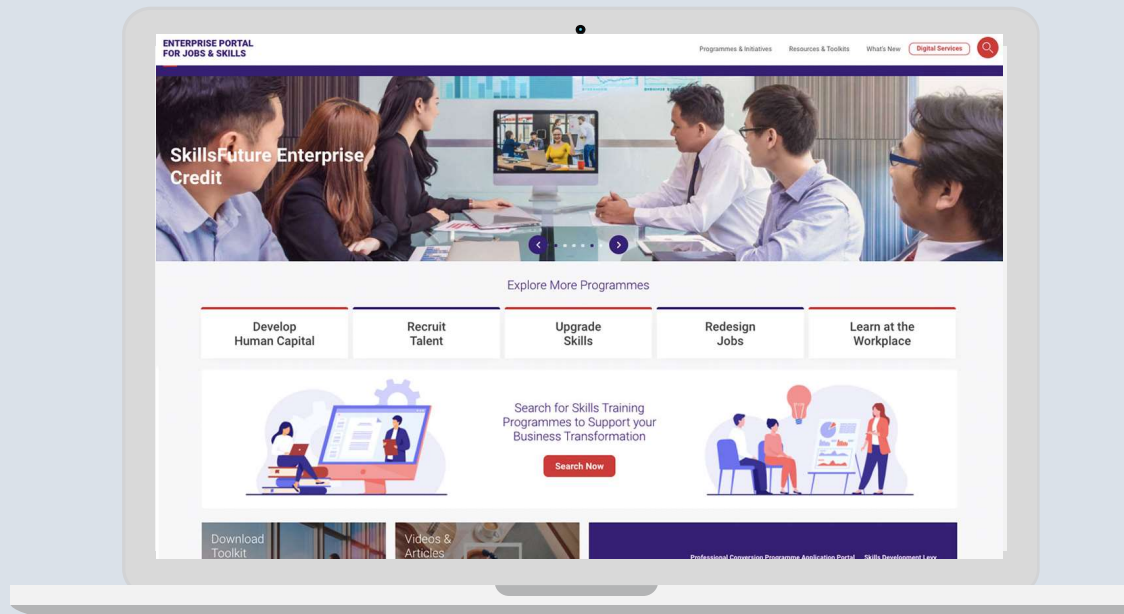 ENTERPRISE PORTAL
FOR JOBS & SKILLS
Programmes & Initiatives
Resources & Toolkits
What's New
Digital Services
SkillsFuture Enterprise
Credit
Explore More Programmes
Develop
Human Capital
Recruit
Talent
Upgrade
Skills
Redesign
Jobs
Learn at the
Workplace
Search for Skills Training
Programmes to Support your
Business Transformation
Search Now
Download
Toolkit
Videos &
Articles
Professional Conversion Programme Application Portal
Skills Development Levy